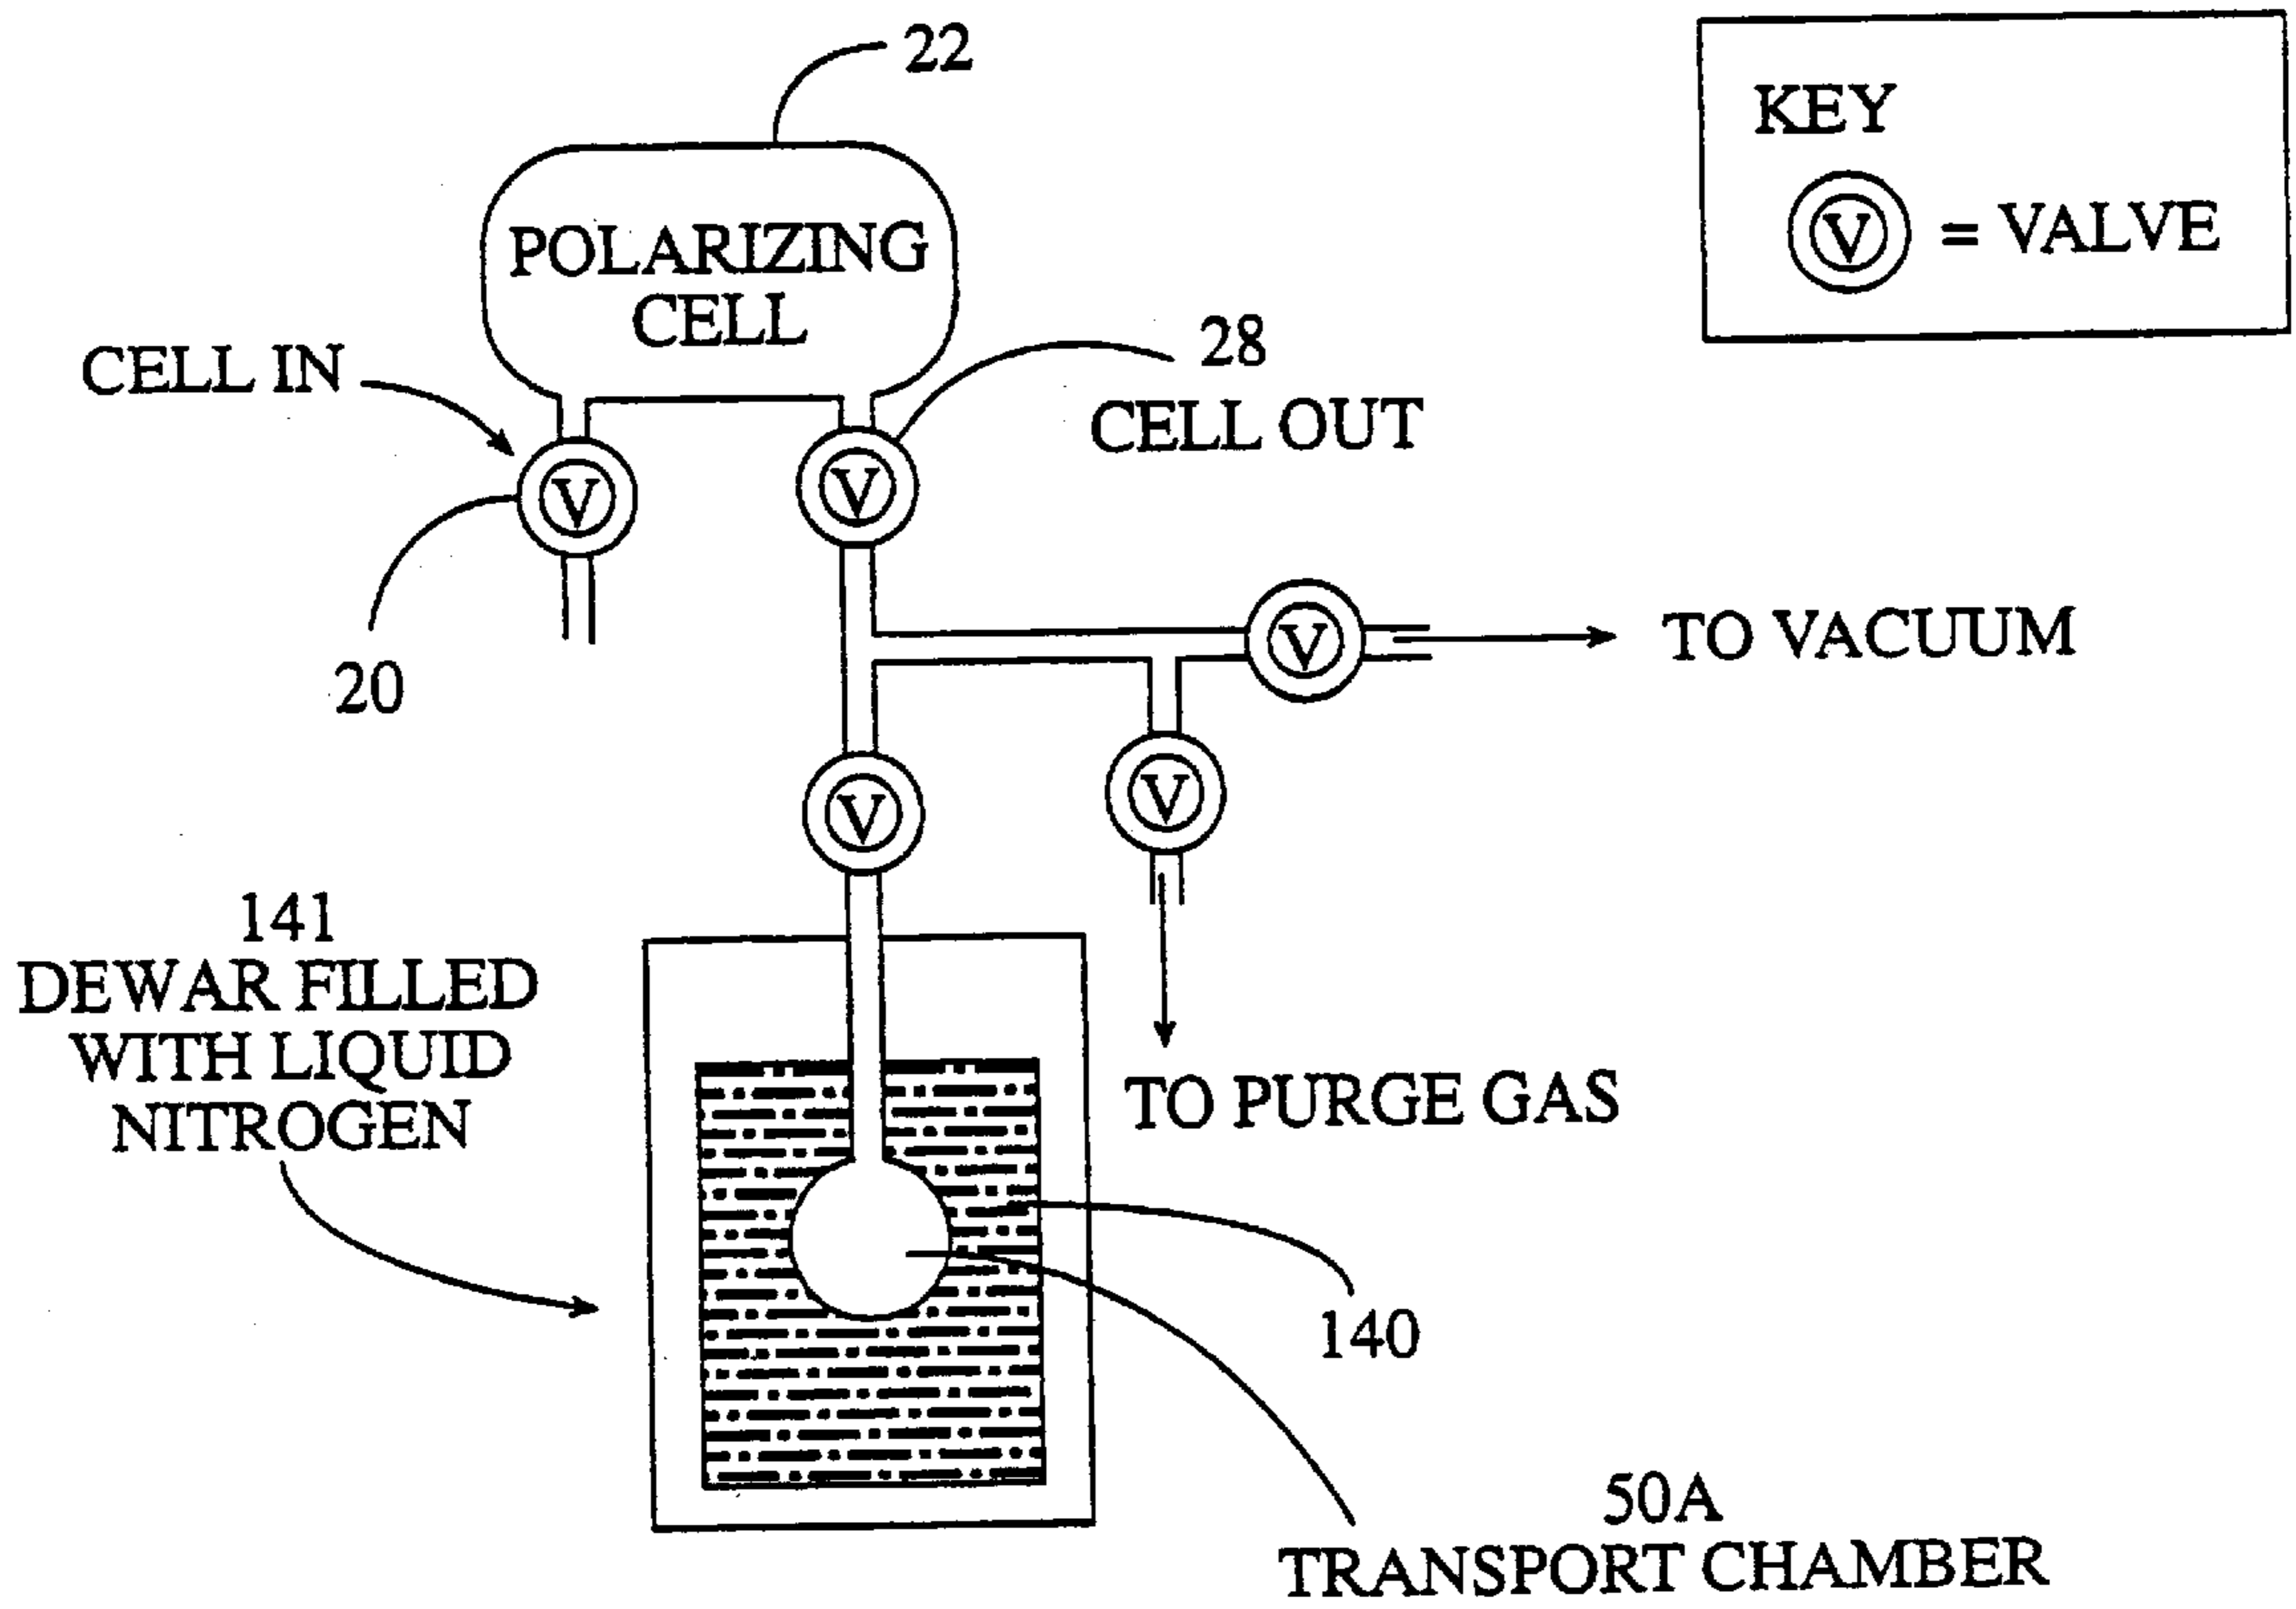 22
KEY
V = VALVE
POLARIZING
CELL
CELL IN
28
CELL OUT
V
V
20
V
TO VACUUM
V
V
141
DEWAR FILLED
WITH LIQUID
NITROGEN
TO PURGE GAS
140
50A
TRANSPORT CHAMBER